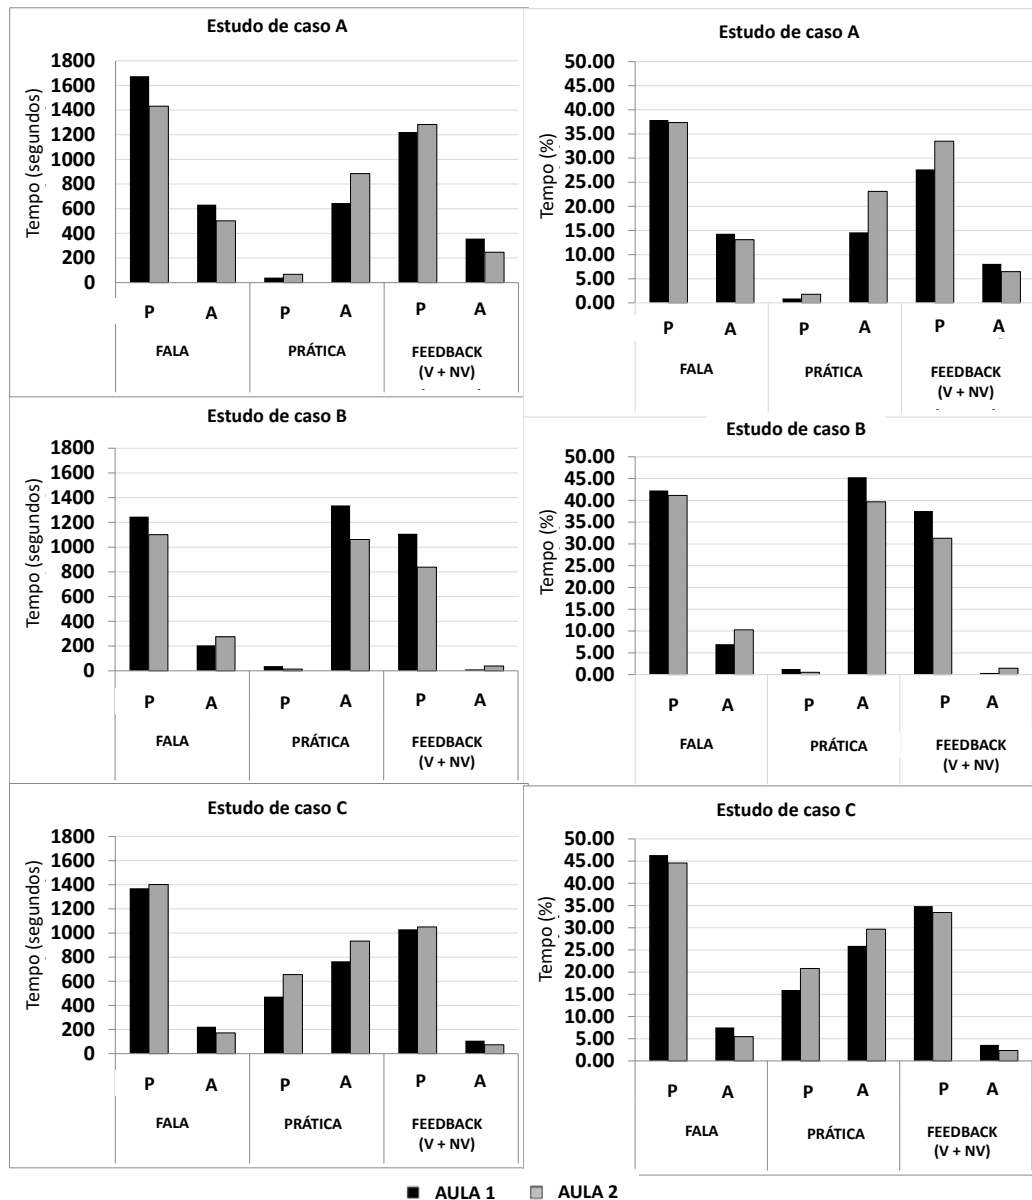 Estudo de caso A
Tempo (segundos)
1800
1600
1400
1200
1000
800
600
400
200
0
P A P A P A
FALA PRÁTICA FEEDBACK
(V + NV)
Estudo de caso A
Tempo (%)
50.00
45.00
40.00
35.00
30.00
25.00
20.00
15.00
10.00
5.00
0.00
P A P A P A
FALA PRÁTICA FEEDBACK
(V + NV)
Estudo de caso B
Tempo (segundos)
1800
1600
1400
1200
1000
800
600
400
200
0
P A P A P A
FALA PRÁTICA FEEDBACK
(V + NV)
Estudo de caso B
Tempo (%)
50.00
45.00
40.00
35.00
30.00
25.00
20.00
15.00
10.00
5.00
0.00
P A P A P A
FALA PRÁTICA FEEDBACK
(V + NV)
Estudo de caso C
Tempo (segundos)
1800
1600
1400
1200
1000
800
600
400
200
0
P A P A P A
FALA PRÁTICA FEEDBACK
(V + NV)
Estudo de caso C
Tempo (%)
50.00
45.00
40.00
35.00
30.00
25.00
20.00
15.00
10.00
5.00
0.00
P A P A P A
FALA PRÁTICA FEEDBACK
(V + NV)
AULA 1 AULA 2